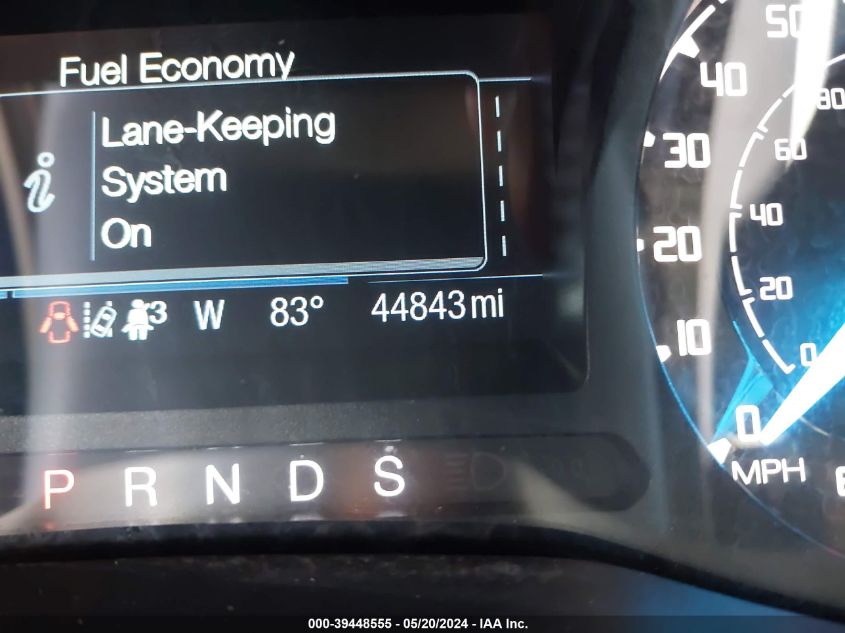 Fuel Economy
Lane-Keeping
System
On
3 W 83° 44843 mi
P R N D S
50
40
30
20
10
0
MPH
80
60
40
20
0
000-39448555 - 05/20/2024 - IAA Inc.